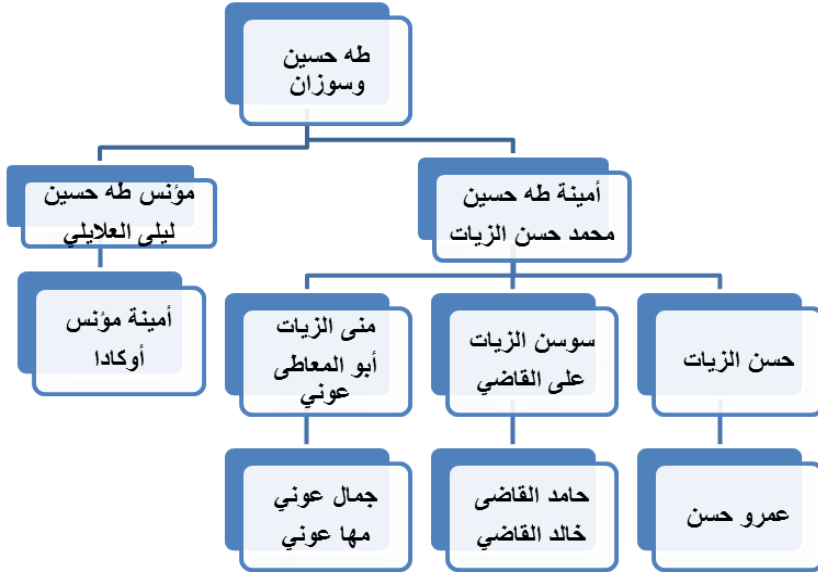 طه حسين
وسوزان
أمينة طه حسين
محمد حسن الزيات
مؤنس طه حسين
ليلى العلايلي
حسن الزيات
سوسن الزيات
على القاضي
منى الزيات
أبو المعاطى
عوني
أمينة مؤنس
أوكادا
عمرو حسن
حامد القاضى
خالد القاضي
جمال عوني
مها عوني